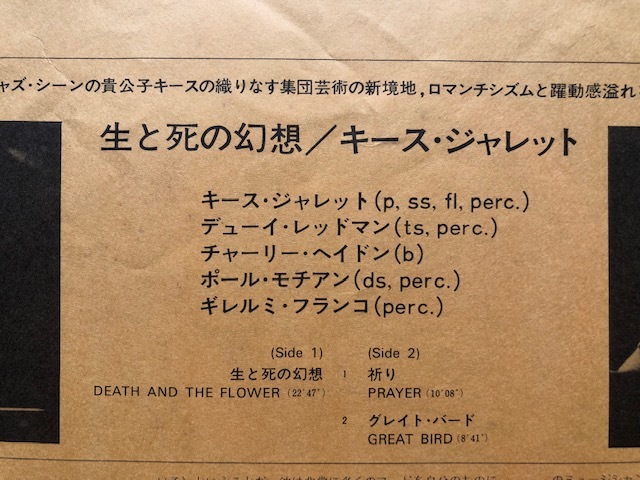 ャズ・シーンの貴公子キースの織りなす集団芸術の新境地,ロマンチシズムと躍動感溢れ
生と死の幻想/キース・ジャレット
キース・ジャレット(p, ss, fl, perc.)
デューイ・レッドマン(ts, perc.)
チャーリー・ヘイドン(b)
ポール・モチアン(ds, perc.)
ギレルミ・フランコ(perc.)
(Side 1)
生と死の幻想
DEATH AND THE FLOWER (22'47")
(Side 2)
1 祈り
PRAYER (10'08")
2 グレイト・バード
GREAT BIRD (8'41")